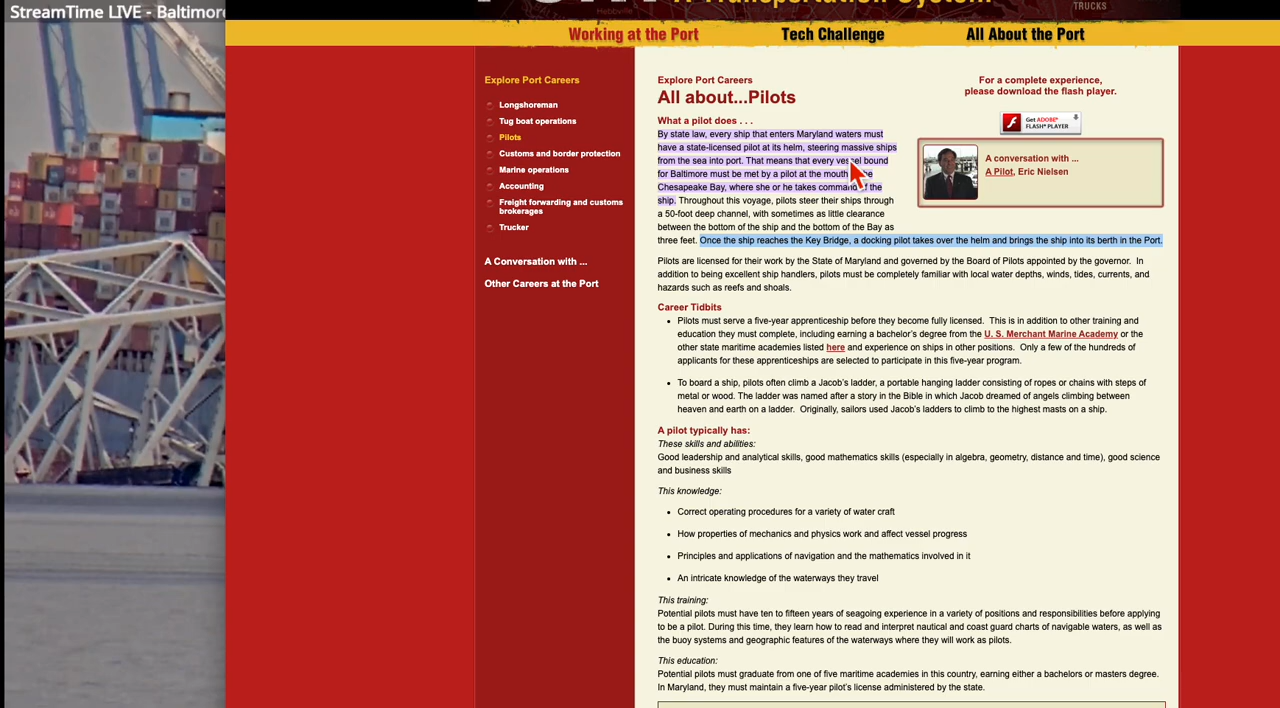 StreamTime LIVE - Baltimore
A Transportation System
TRUCKS
Hebbville
Working at the Port
Tech Challenge
All About the Port
Explore Port Careers
Longshoreman
Tug boat operations
Pilots
Customs and border protection
Marine operations
Accounting
Freight forwarding and customs
brokerages
Trucker
A Conversation with ...
Other Careers at the Port
Explore Port Careers
All about...Pilots
What a pilot does . . .
By state law, every ship that enters Maryland waters must
have a state-licensed pilot at its helm, steering massive ships
from the sea into port. That means that every vessel bound
for Baltimore must be met by a pilot at the mouth the
Chesapeake Bay, where she or he takes command of the
ship. Throughout this voyage, pilots steer their ships through
a 50-foot deep channel, with sometimes as little clearance
between the bottom of the ship and the bottom of the Bay as
three feet. Once the ship reaches the Key Bridge, a docking pilot takes over the helm and brings the ship into its berth in the Port.
For a complete experience,
please download the flash player.
Get ADOBE®
FLASH® PLAYER
A conversation with ...
A Pilot, Eric Nielsen
Pilots are licensed for their work by the State of Maryland and governed by the Board of Pilots appointed by the governor. In
addition to being excellent ship handlers, pilots must be completely familiar with local water depths, winds, tides, currents, and
hazards such as reefs and shoals.
Career Tidbits
• Pilots must serve a five-year apprenticeship before they become fully licensed. This is in addition to other training and
education they must complete, including earning a bachelor's degree from the U. S. Merchant Marine Academy or the
other state maritime academies listed here and experience on ships in other positions. Only a few of the hundreds of
applicants for these apprenticeships are selected to participate in this five-year program.
• To board a ship, pilots often climb a Jacob's ladder, a portable hanging ladder consisting of ropes or chains with steps of
metal or wood. The ladder was named after a story in the Bible in which Jacob dreamed of angels climbing between
heaven and earth on a ladder. Originally, sailors used Jacob's ladders to climb to the highest masts on a ship.
A pilot typically has:
These skills and abilities:
Good leadership and analytical skills, good mathematics skills (especially in algebra, geometry, distance and time), good science
and business skills
This knowledge:
• Correct operating procedures for a variety of water craft
• How properties of mechanics and physics work and affect vessel progress
• Principles and applications of navigation and the mathematics involved in it
• An intricate knowledge of the waterways they travel
This training:
Potential pilots must have ten to fifteen years of seagoing experience in a variety of positions and responsibilities before applying
to be a pilot. During this time, they learn how to read and interpret nautical and coast guard charts of navigable waters, as well as
the buoy systems and geographic features of the waterways where they will work as pilots.
This education:
Potential pilots must graduate from one of five maritime academies in this country, earning either a bachelors or masters degree.
In Maryland, they must maintain a five-year pilot's license administered by the state.